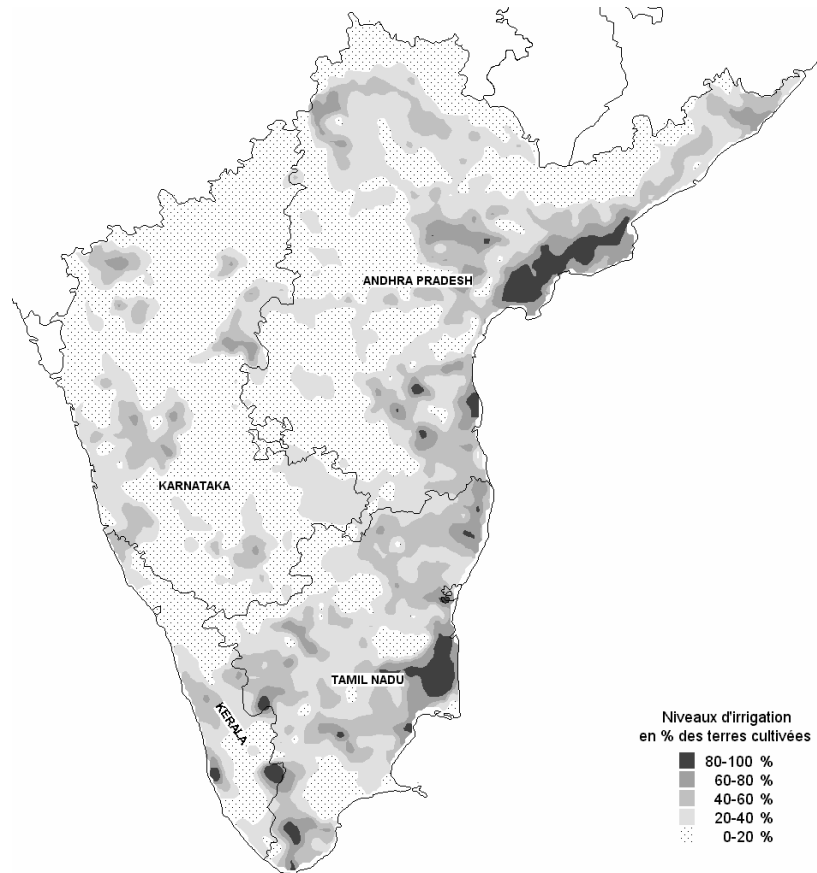 ANDHRA PRADESH
KARNATAKA
TAMIL NADU
KERALA
Niveaux d'irrigation
en % des terres cultivées
80-100 %
60-80 %
40-60 %
20-40 %
0-20 %